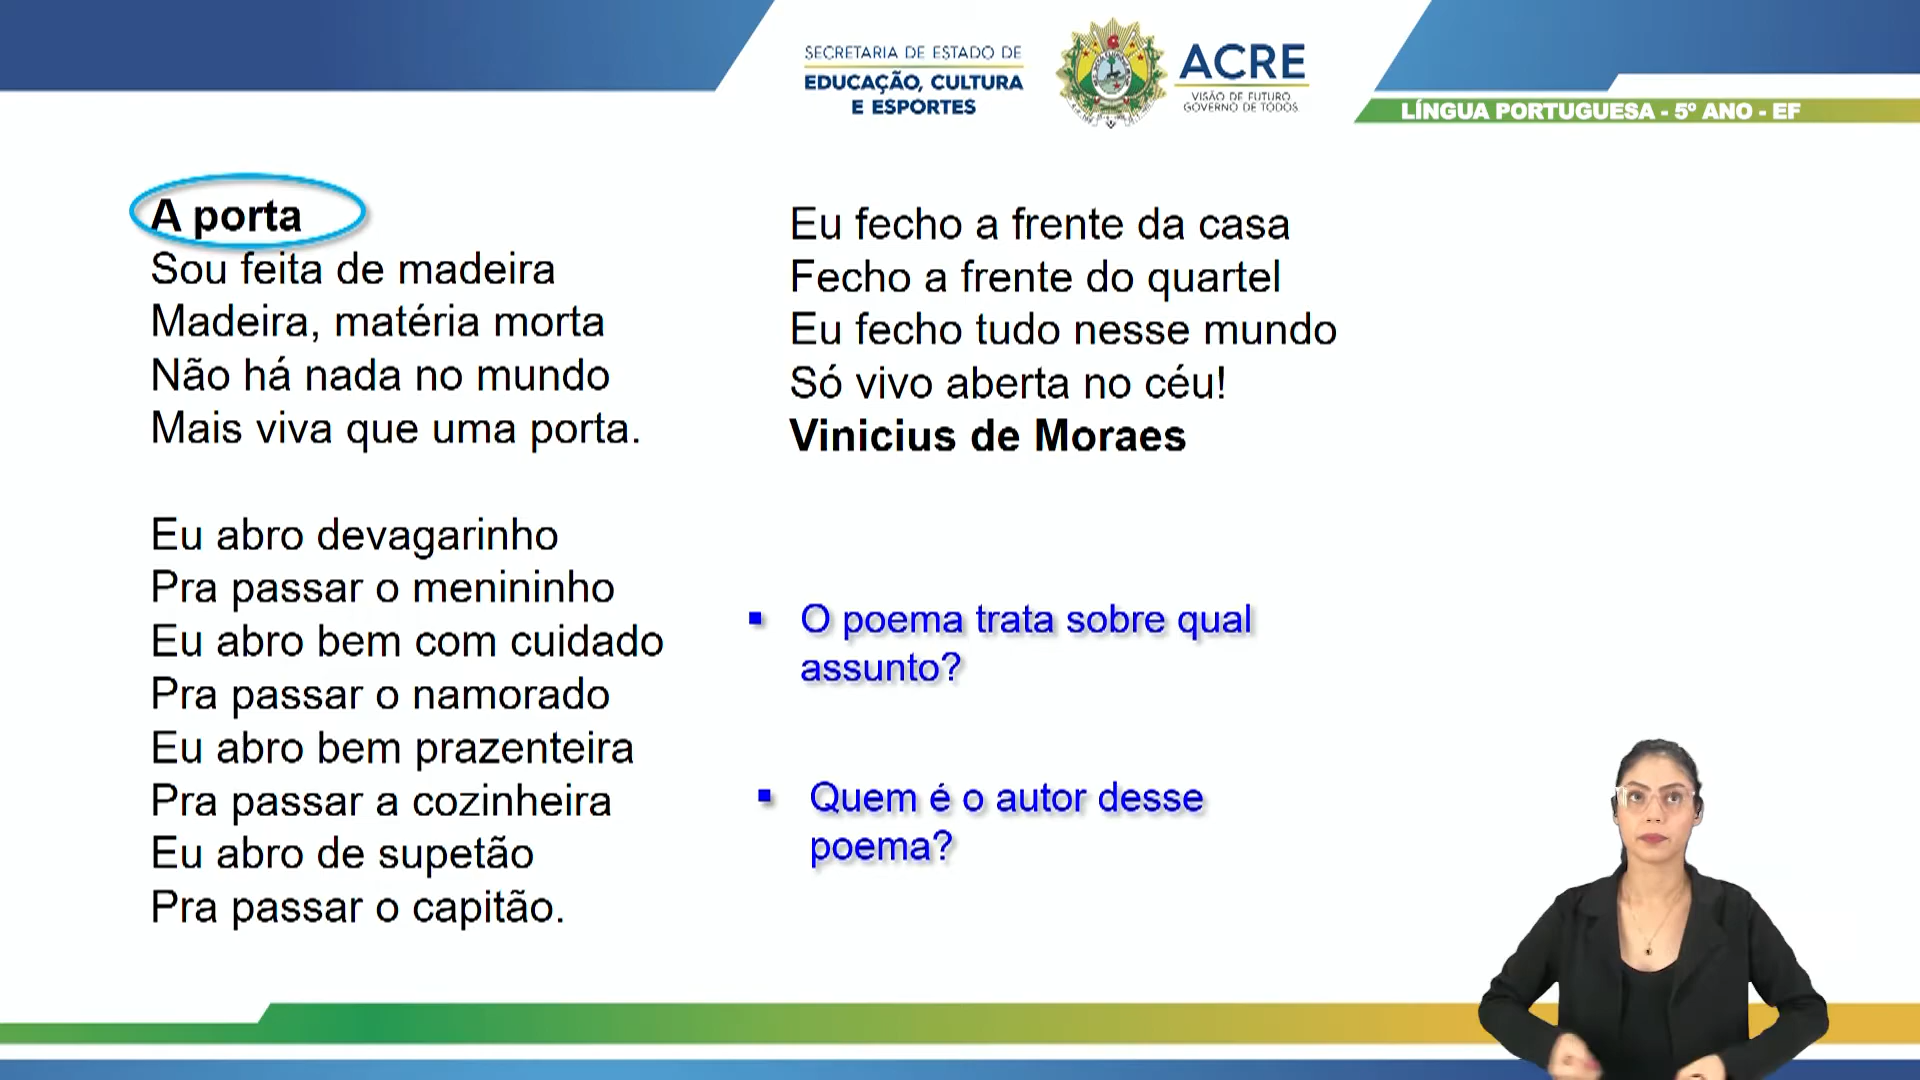 SECRETARIA DE ESTADO DE
EDUCAÇÃO, CULTURA
E ESPORTES
ACRE
VISÃO DE FUTURO
GOVERNO DE TODOS
LÍNGUA PORTUGUESA - 5º ANO - EF
A porta
Sou feita de madeira
Madeira, matéria morta
Não há nada no mundo
Mais viva que uma porta.
Eu abro devagarinho
Pra passar o menininho
Eu abro bem com cuidado
Pra passar o namorado
Eu abro bem prazenteira
Pra passar a cozinheira
Eu abro de supetão
Pra passar o capitão.
Eu fecho a frente da casa
Fecho a frente do quartel
Eu fecho tudo nesse mundo
Só vivo aberta no céu!
Vinicius de Moraes
▪ O poema trata sobre qual
assunto?
▪ Quem é o autor desse
poema?